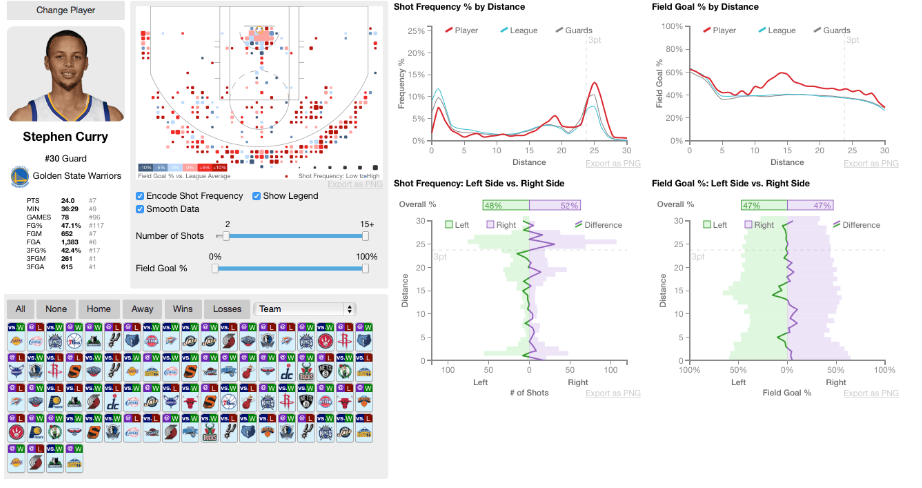 Change Player
Stephen Curry
#30 Guard
Golden State Warriors
PTS 24.0 #7
MIN 36:29 #9
GAMES 78 #96
FG% 47.1% #117
FGM 652 #7
FGA 1,383 #6
3FG% 42.4% #17
3FGM 261 #1
3FGA 615 #1
Field Goal % vs. League Average
Shot Frequency: Low to High
Export as PNG
Encode Shot Frequency Show Legend
Smooth Data
2 15+
Number of Shots
0% 100%
Field Goal %
All None Home Away Wins Losses Team
Shot Frequency % by Distance
Player League Guards
3pt
25%
20%
15%
10%
5%
0%
Frequency %
0 5 10 15 20 25 30
Distance
Export as PNG
Field Goal % by Distance
Player League Guards
3pt
100%
80%
60%
40%
20%
0%
Field Goal %
0 5 10 15 20 25 30
Distance
Export as PNG
Shot Frequency: Left Side vs. Right Side
Overall % 48% 52%
Left Right Difference
3pt
30
25
20
15
10
5
0
Distance
100 50 0 50 100
Left Right
# of Shots
Export as PNG
Field Goal %: Left Side vs. Right Side
Overall % 47% 47%
Left Right Difference
3pt
30
25
20
15
10
5
0
Distance
100% 50% 0% 50% 100%
Left Right
Field Goal %
Export as PNG